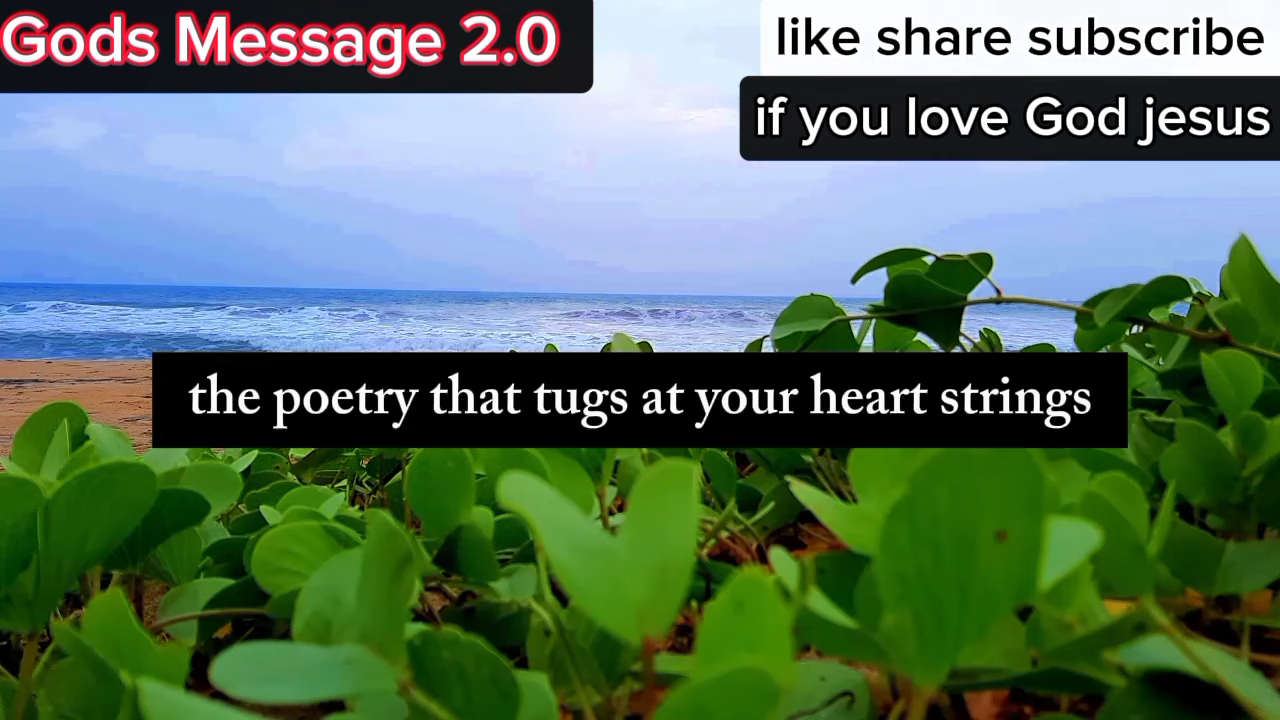 Gods Message 2.0
like share subscribe
if you love God jesus
the poetry that tugs at your heart strings